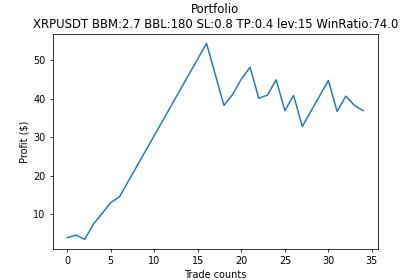 Portfolio
XRPUSDT BBM:2.7 BBL:180 SL:0.8 TP:0.4 lev:15 WinRatio:74.0
Profit ($)
50
40
30
20
10
0 5 10 15 20 25 30 35
Trade counts